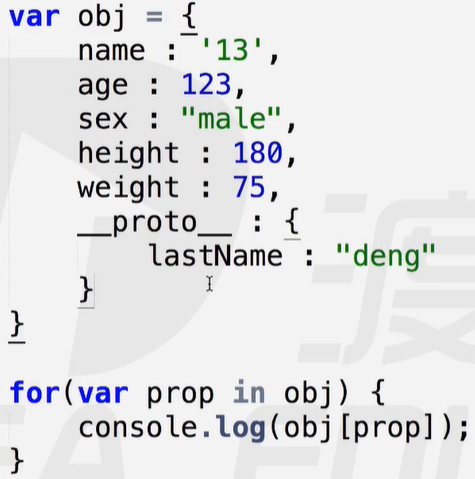 var obj = {
    name : '13',
    age : 123,
    sex : "male",
    height : 180,
    weight : 75,
    __proto__ : {
        lastName : "deng"
    }
}
for(var prop in obj) {
    console.log(obj[prop]);
}